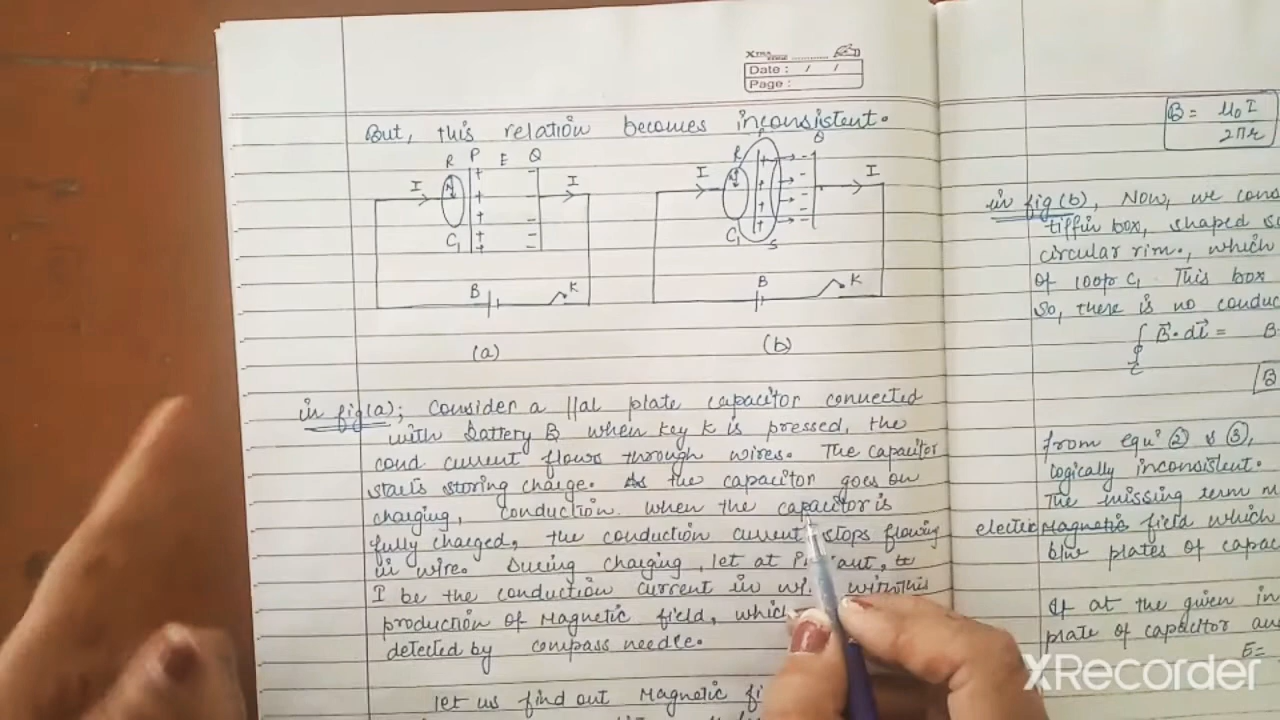 Date : / /
Page :
But, this relation becomes inconsistent.
R P E Q
I I
C1
B K
(a)
R Q
I I
C1 S
B K
(b)
in fig(a); Consider a llal plate capacitor connected
with battery B when key K is pressed, the
cond current flows through wires. The capacitor
starts storing charge. As the capacitor goes on
charging, conduction when the capacitor is
fully charged, the conduction current stops flowing
in wire. During charging, let at
I be the conduction current in
production of Magnetic field, which
detected by compass needle.
let us find out Magnetic
B = μ0 I
2πr
in fig(b), Now, we cons
tiffin box, shaped s
circular rim., which
of loop C1. This box
So, there is no conduc
∮ B⃗·dl⃗ = B
B
from equⁿ ② & ③,
logically inconsistent.
The missing term m
electric Magnetic field which
b/w plates of capac
If at the given in
plate of capacitor
E=
XRecorder